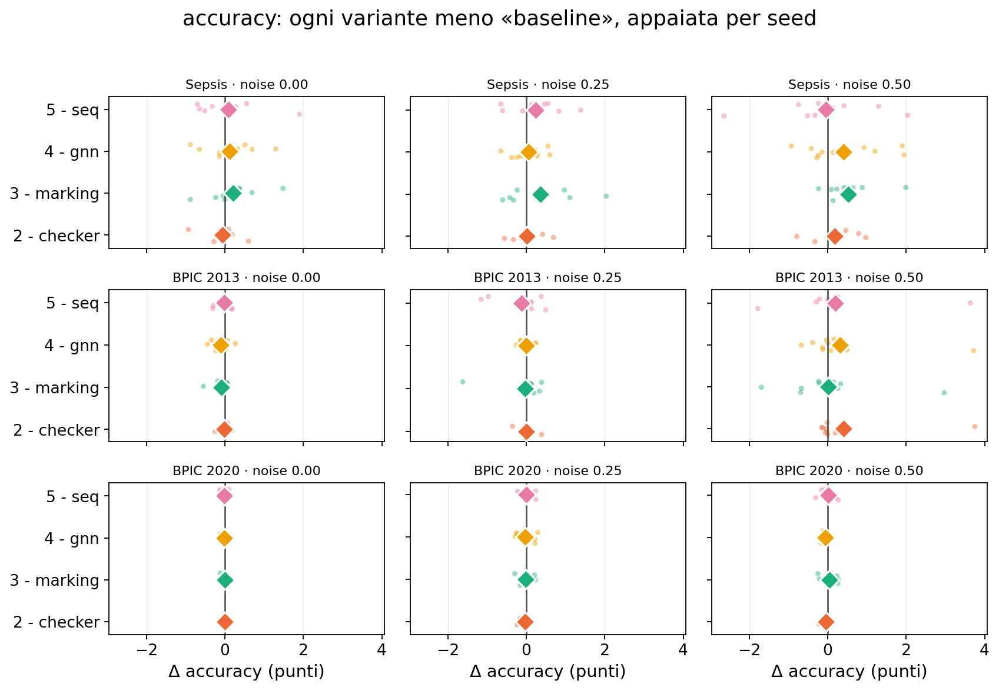 accuracy: ogni variante meno «baseline», appaiata per seed
Sepsis · noise 0.00
Sepsis · noise 0.25
Sepsis · noise 0.50
5 - seq
4 - gnn
3 - marking
2 - checker
BPIC 2013 · noise 0.00
BPIC 2013 · noise 0.25
BPIC 2013 · noise 0.50
5 - seq
4 - gnn
3 - marking
2 - checker
BPIC 2020 · noise 0.00
BPIC 2020 · noise 0.25
BPIC 2020 · noise 0.50
5 - seq
4 - gnn
3 - marking
2 - checker
−2 0 2 4
−2 0 2 4
−2 0 2 4
Δ accuracy (punti)
Δ accuracy (punti)
Δ accuracy (punti)